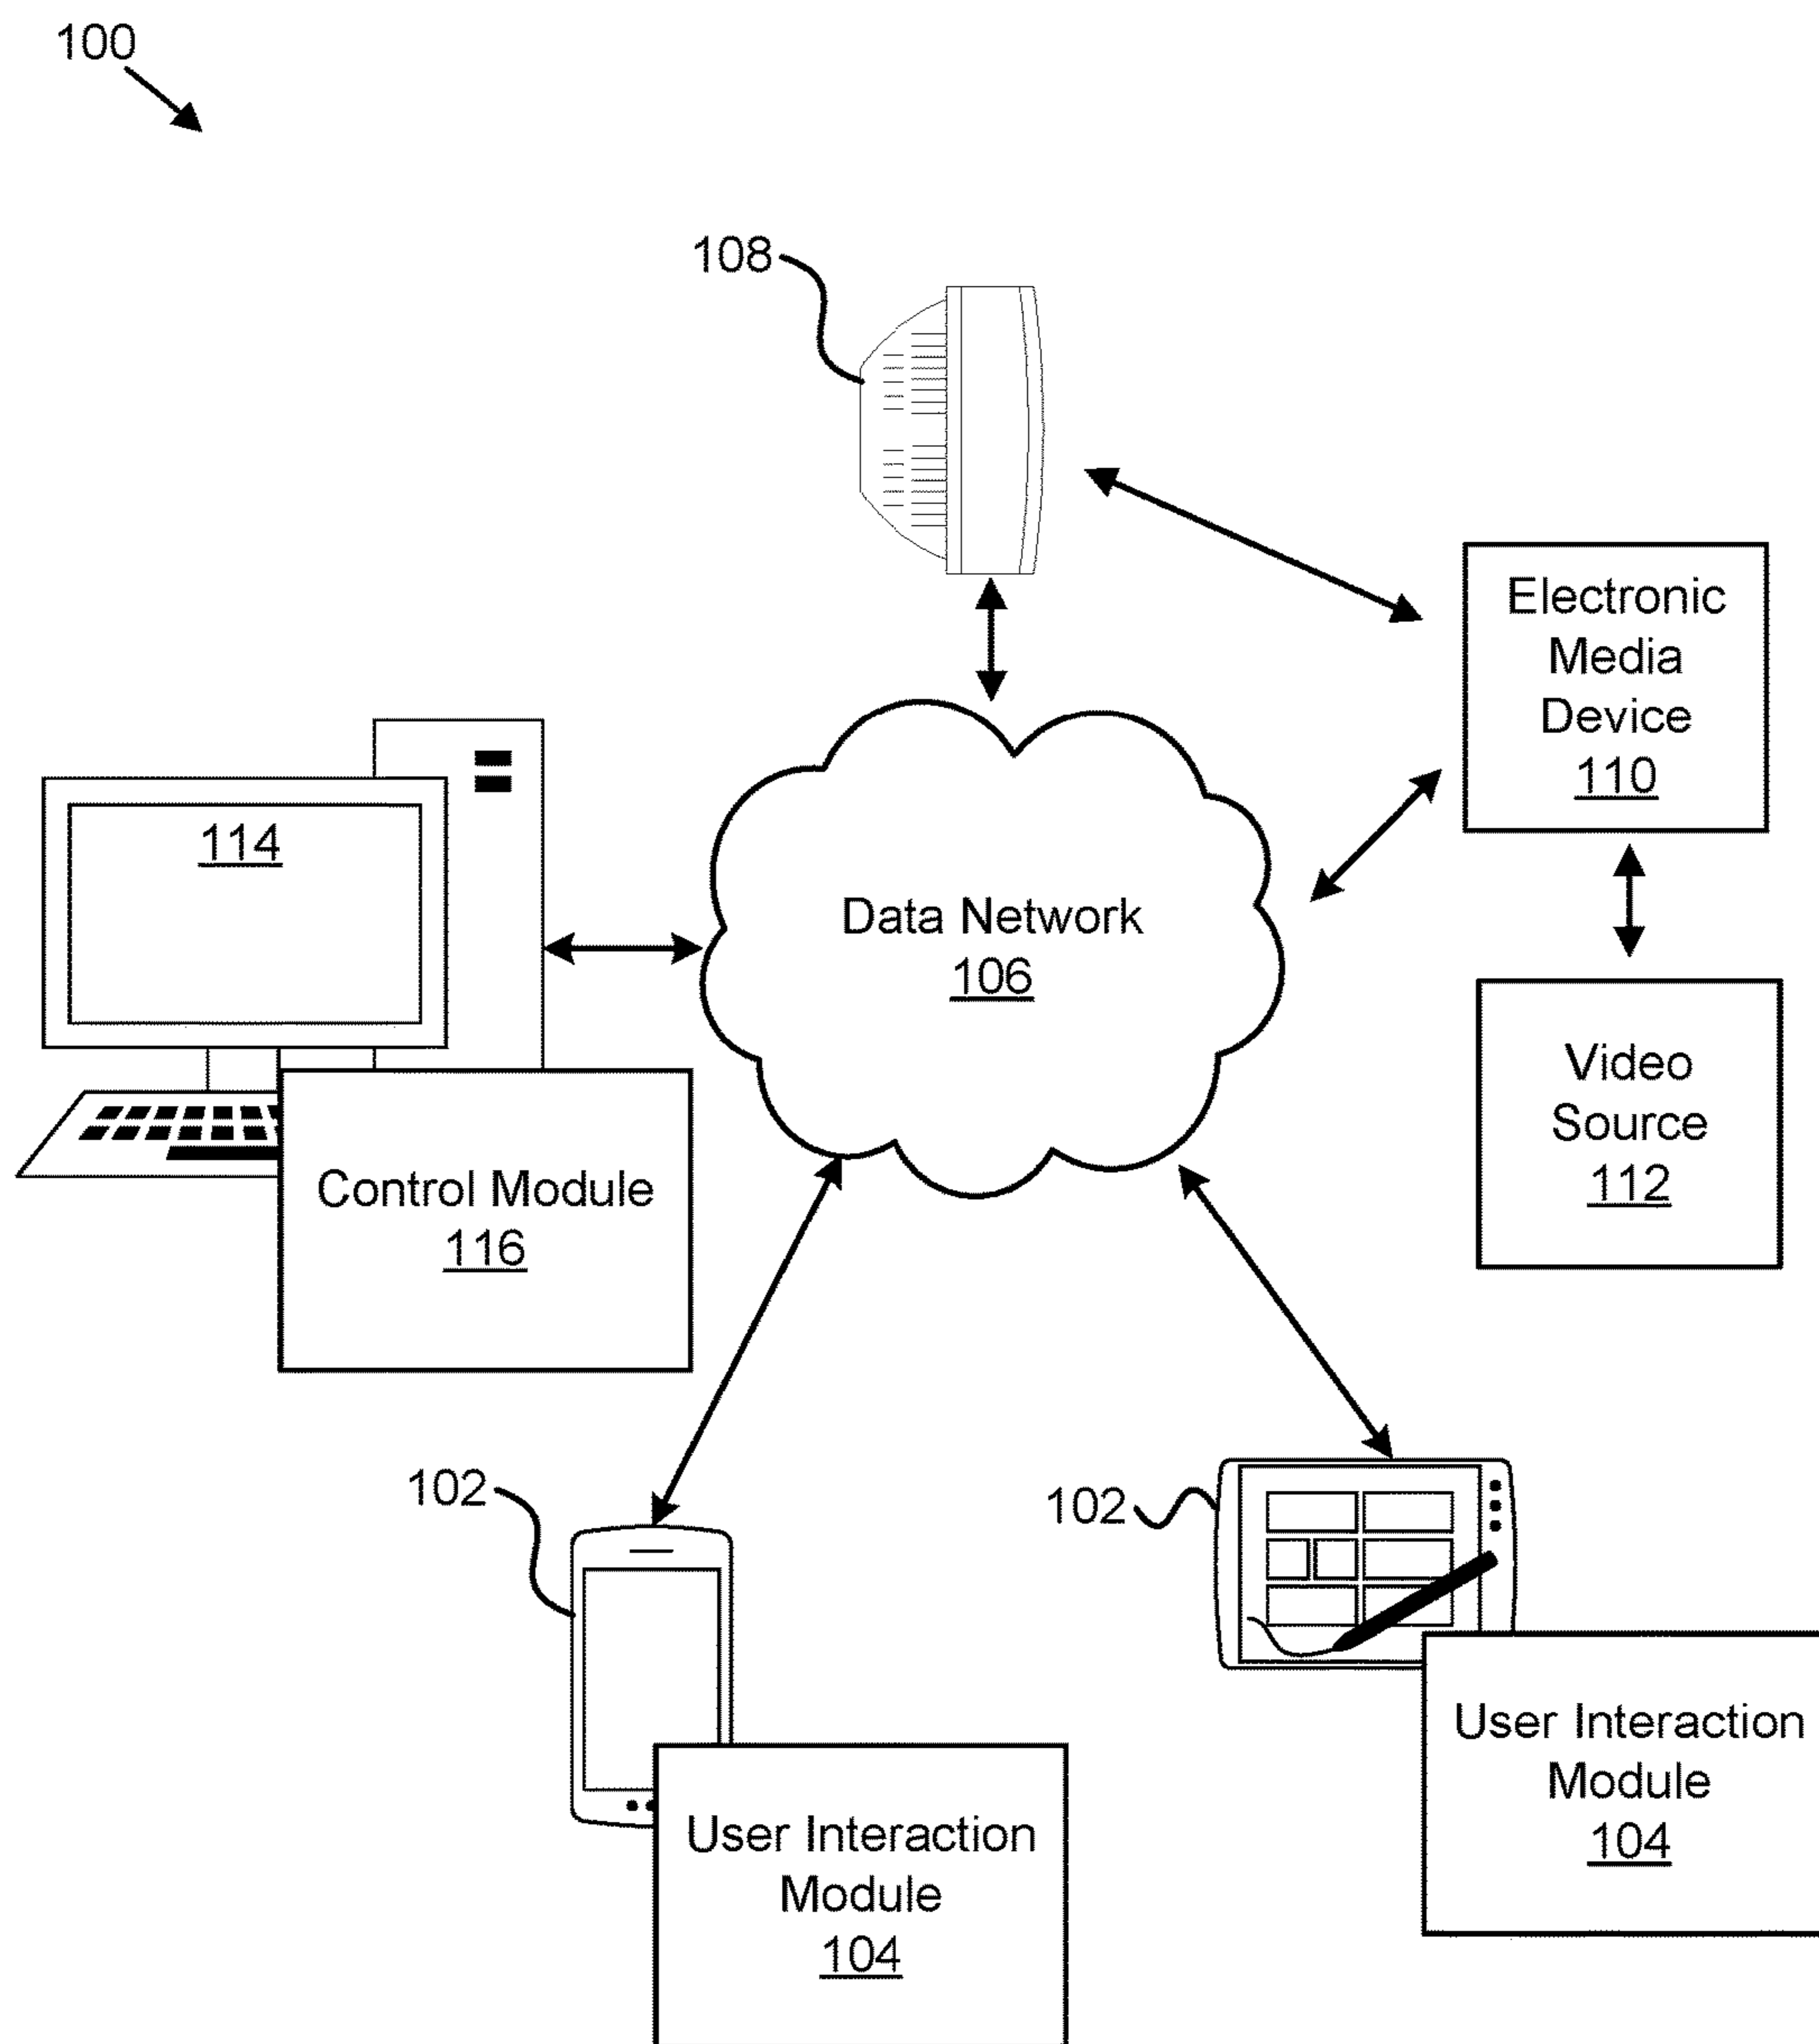 100
108
Electronic
Media
Device
110
114
Data Network
106
Video
Source
112
Control Module
116
102
102
User Interaction
Module
104
User Interaction
Module
104